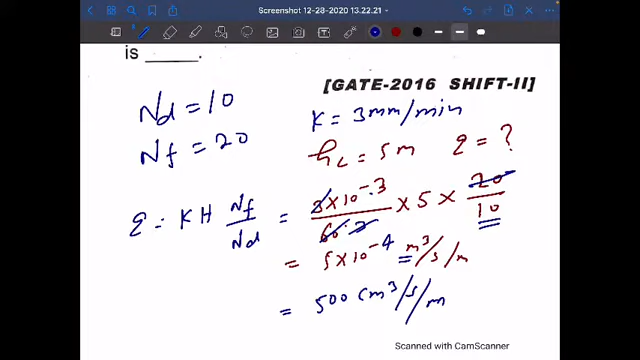 Screenshot 12-28-2020 13.22.21
is ____.
[GATE-2016 SHIFT-II]
Nd = 10
K = 3mm/min
Nf = 20
hL = 5m q = ?
q = KH Nf/Nd = 3×10^-3/60 × 5 × 20/10
= 5×10^-4 m³/s/m
= 500 cm³/s/m
Scanned with CamScanner